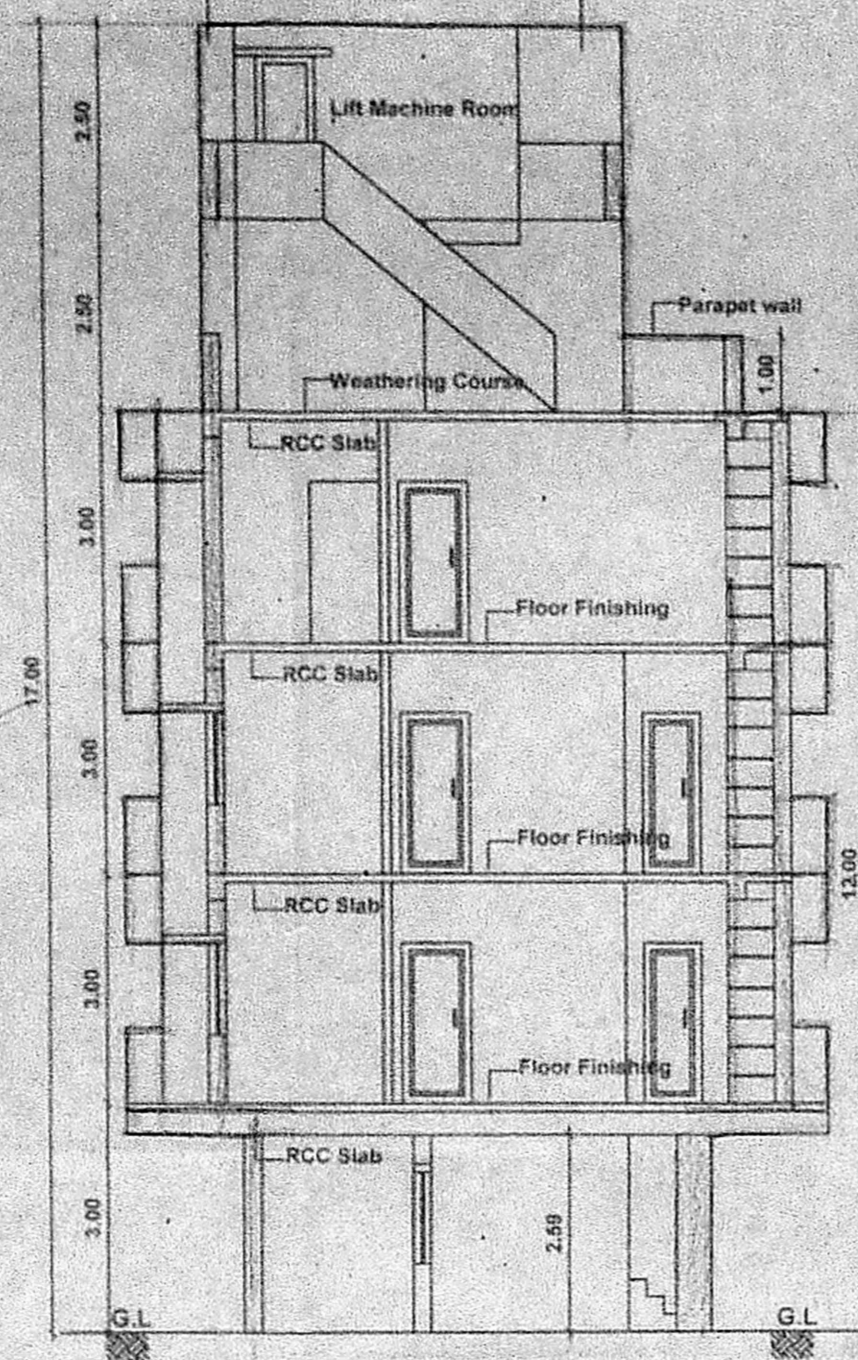 2.50
Lift Machine Room
2.50
Parapet wall
1.00
Weathering Course
RCC Slab
3.00
Floor Finishing
17.00
RCC Slab
3.00
Floor Finishing
12.00
RCC Slab
3.00
Floor Finishing
RCC Slab
3.00
2.59
G.L
G.L